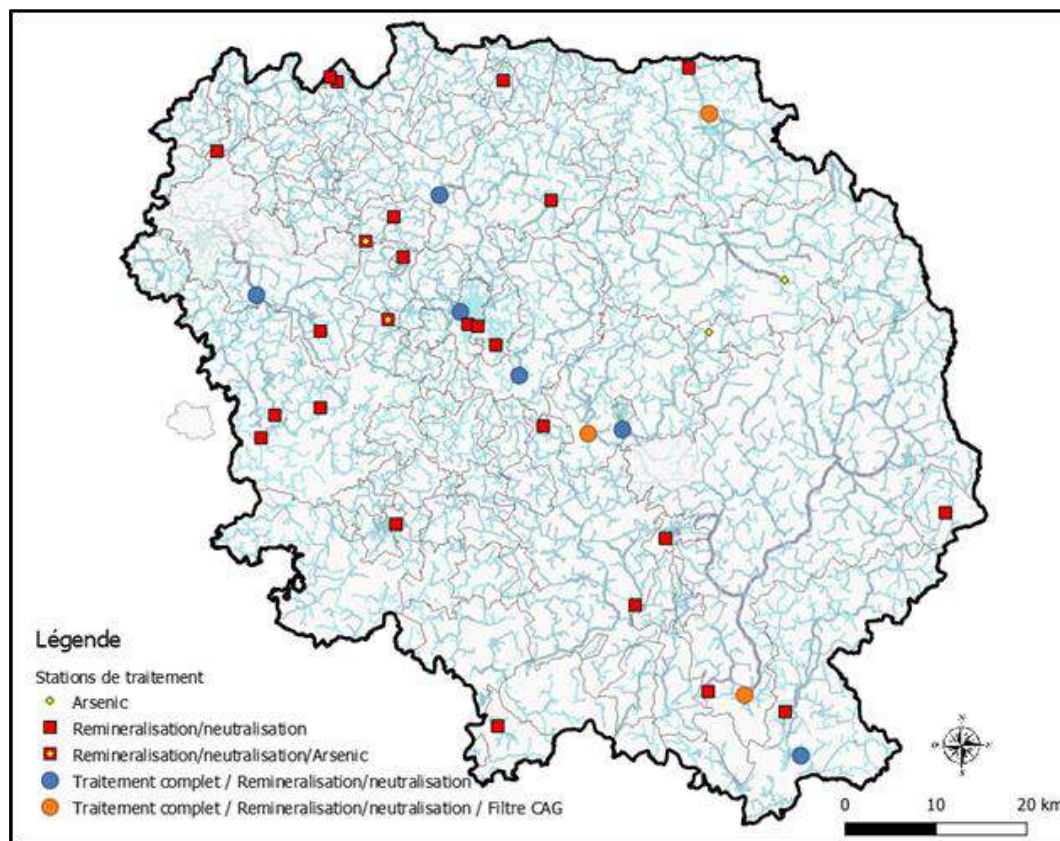 Légende
Stations de traitement
Arsenic
Remineralisation/neutralisation
Remineralisation/neutralisation/Arsenic
Traitement complet / Remineralisation/neutralisation
Traitement complet / Remineralisation/neutralisation / Filtre CAG
0 10 20 km